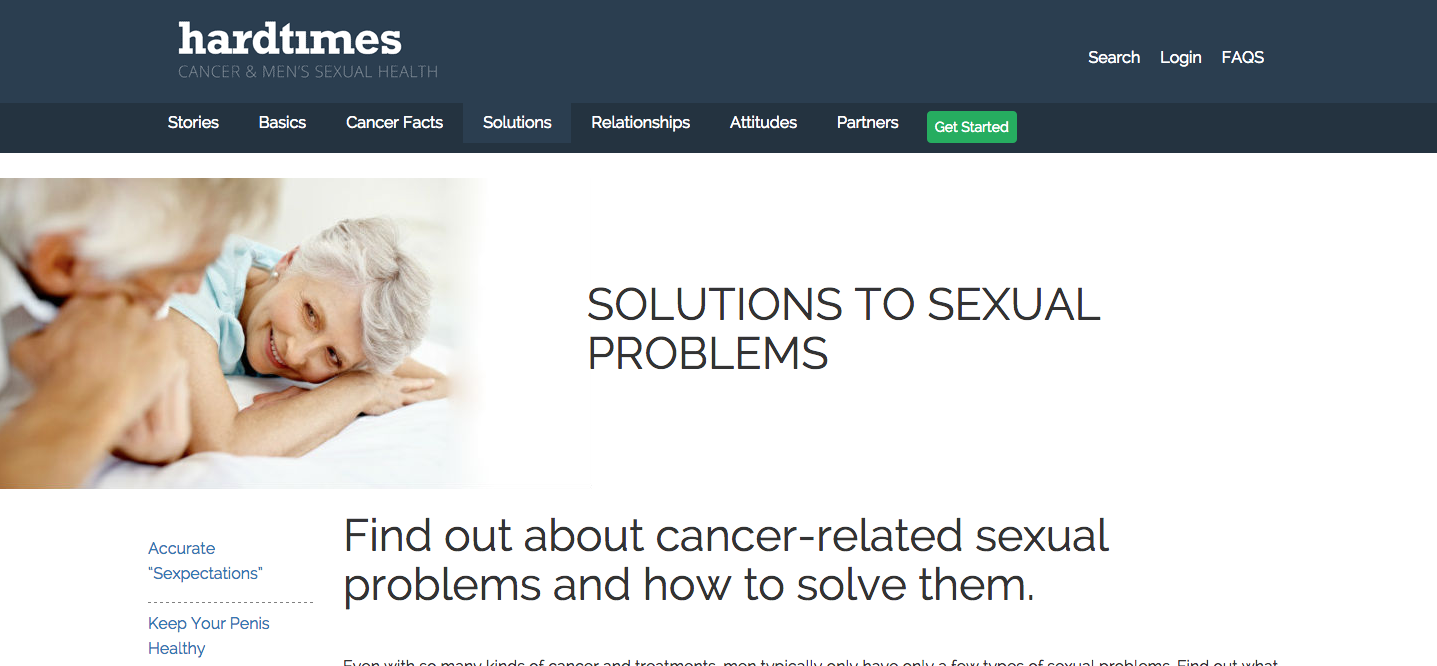 hardtımes
CANCER & MEN'S SEXUAL HEALTH
Search Login FAQS
Stories Basics Cancer Facts Solutions Relationships Attitudes Partners Get Started
SOLUTIONS TO SEXUAL
PROBLEMS
Accurate
“Sexpectations”
Keep Your Penis
Healthy
Find out about cancer-related sexual
problems and how to solve them.
Even with so many kinds of cancer and treatments, men typically only have only a few types of sexual problems. Find out what